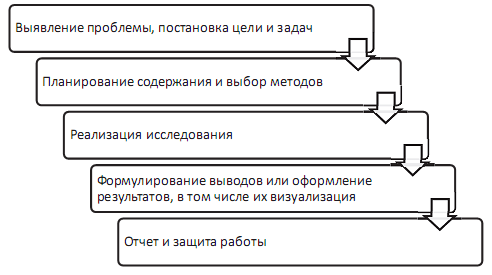 Выявление проблемы, постановка цели и задач
Планирование содержания и выбор методов
Реализация исследования
Формулирование выводов или оформление
результатов, в том числе их визуализация
Отчет и защита работы